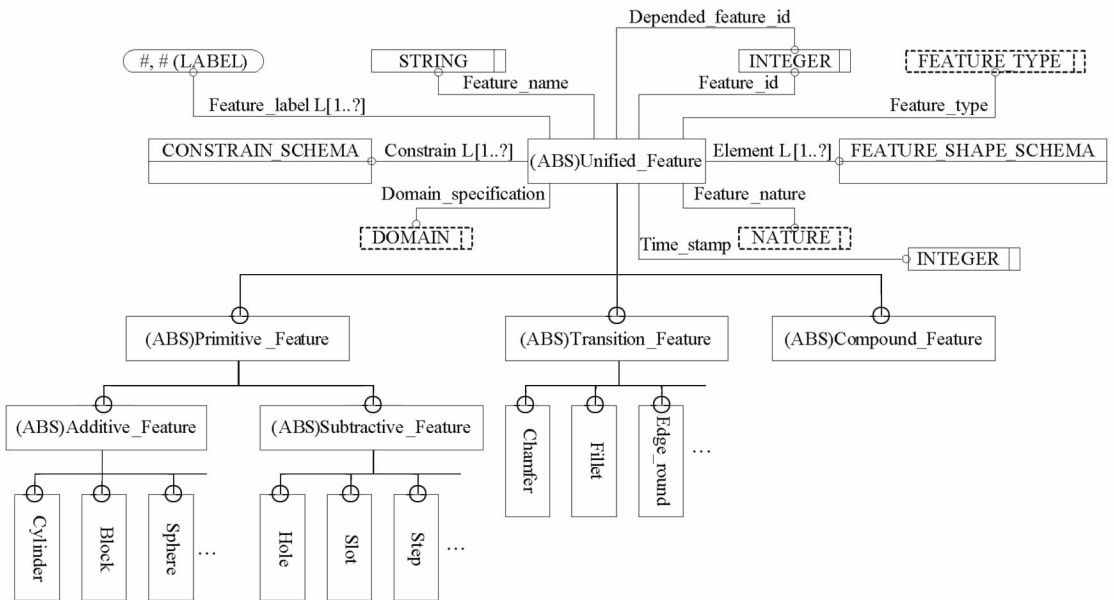 Depended_feature_id
#, # (LABEL)
STRING
INTEGER
FEATURE_TYPE
Feature_name
Feature_id
Feature_label L[1..?]
Feature_type
CONSTRAIN_SCHEMA
Constrain L[1..?]
(ABS)Unified_Feature
Element L[1..?]
FEATURE_SHAPE_SCHEMA
Domain_specification
Feature_nature
DOMAIN
Time_stamp
NATURE
INTEGER
(ABS)Primitive_Feature
(ABS)Transition_Feature
(ABS)Compound_Feature
(ABS)Additive_Feature
(ABS)Subtractive_Feature
Chamfer
Fillet
Edge_round
...
Cylinder
Block
Sphere
...
Hole
Slot
Step
...